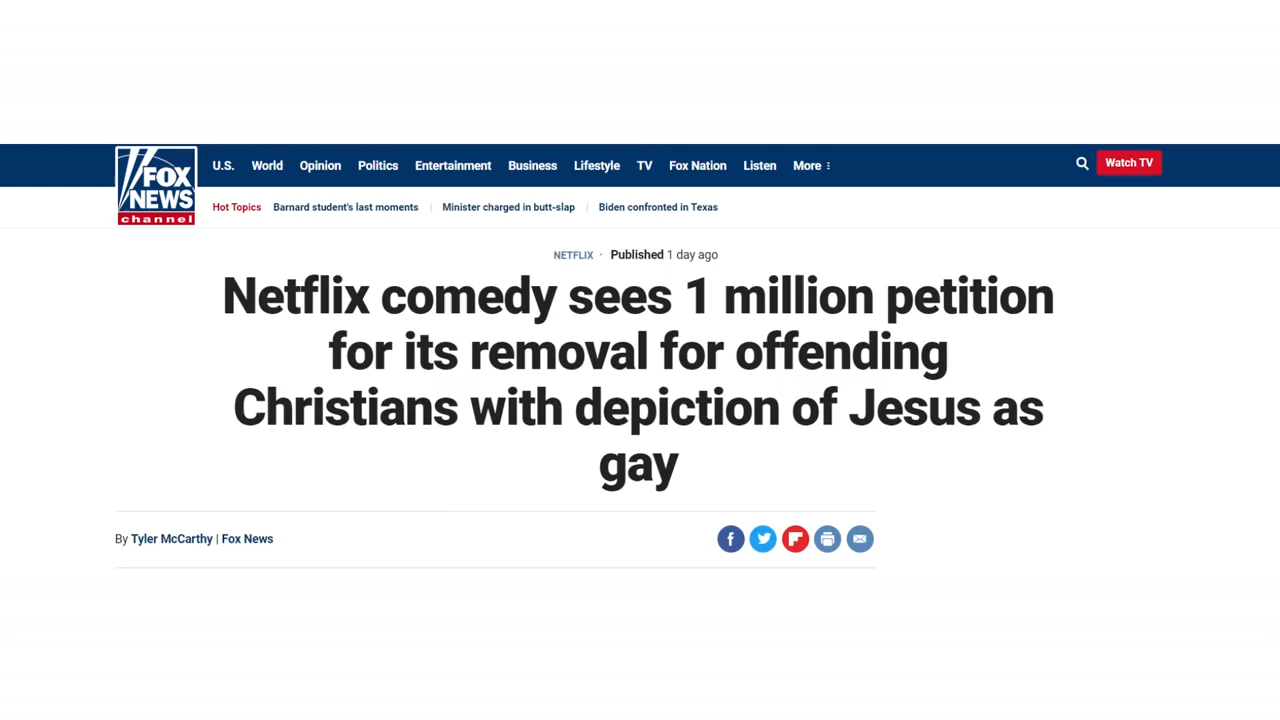 FOX
NEWS
channel
U.S. World Opinion Politics Entertainment Business Lifestyle TV Fox Nation Listen More Watch TV
Hot Topics Barnard student's last moments Minister charged in butt-slap Biden confronted in Texas
NETFLIX · Published 1 day ago
Netflix comedy sees 1 million petition
for its removal for offending
Christians with depiction of Jesus as
gay
By Tyler McCarthy | Fox News